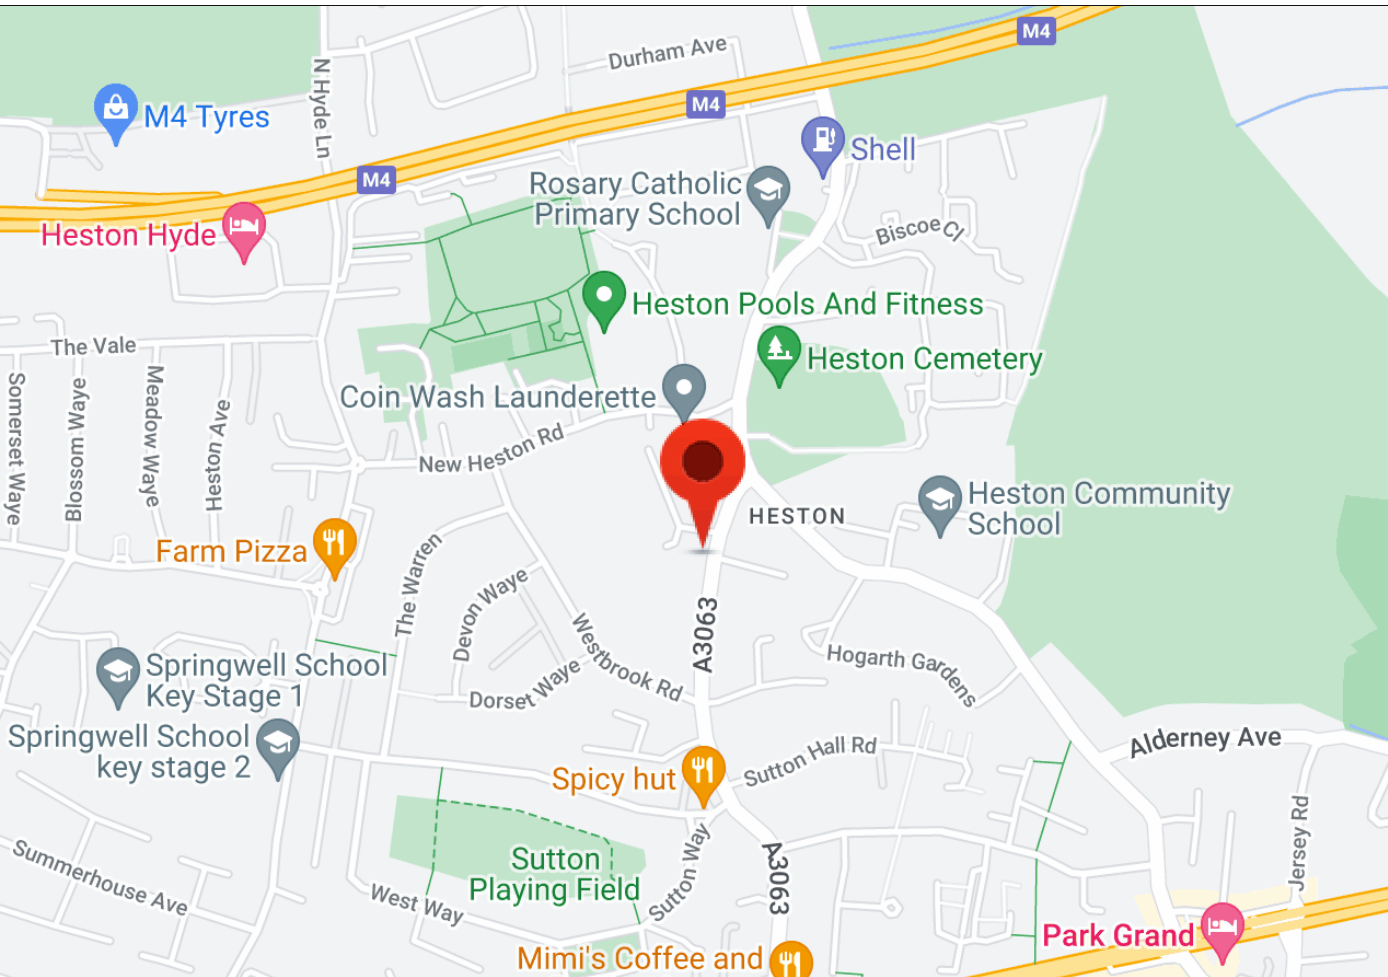 M4
Durham Ave
M4
N Hyde Ln
M4 Tyres
Shell
M4
Rosary Catholic
Primary School
Heston Hyde
Biscoe Cl
Heston Pools And Fitness
The Vale
Heston Cemetery
Coin Wash Launderette
Somerset Waye
Blossom Waye
Meadow Waye
Heston Ave
New Heston Rd
Heston Community
School
HESTON
Farm Pizza
The Warren
Devon Waye
A3063
Westbrook Rd
Hogarth Gardens
Springwell School
Key Stage 1
Dorset Waye
Springwell School
key stage 2
Alderney Ave
Sutton Hall Rd
Spicy hut
Jersey Rd
Summerhouse Ave
Sutton
Playing Field
Sutton Way
A3063
West Way
Park Grand
Mimi's Coffee and